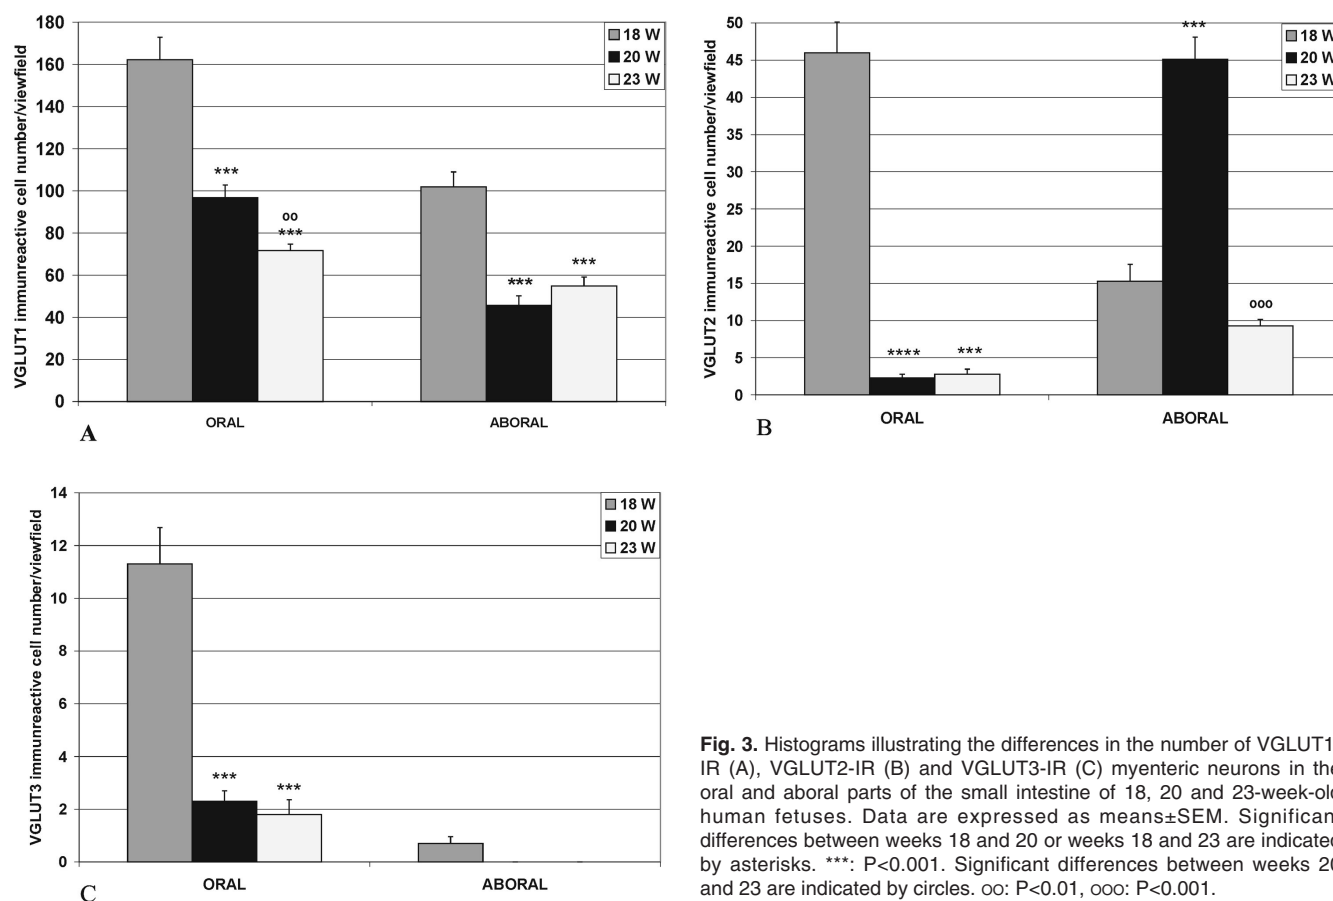 180
160
140
120
100
80
60
40
20
0
VGLUT1 immunreactive cell number/viewfield
18 W
20 W
23 W
***
oo
***
***
***
ORAL
ABORAL
A
50
45
40
35
30
25
20
15
10
5
0
VGLUT2 immunreactive cell number/viewfield
18 W
20 W
23 W
****
***
***
ooo
ORAL
ABORAL
B
14
12
10
8
6
4
2
0
VGLUT3 immunreactive cell number/viewfield
18 W
20 W
23 W
***
***
ORAL
ABORAL
C
Fig. 3. Histograms illustrating the differences in the number of VGLUT1
IR (A), VGLUT2-IR (B) and VGLUT3-IR (C) myenteric neurons in the
oral and aboral parts of the small intestine of 18, 20 and 23-week-old
human fetuses. Data are expressed as means±SEM. Significan
differences between weeks 18 and 20 or weeks 18 and 23 are indicated
by asterisks. ***: P<0.001. Significant differences between weeks 20
and 23 are indicated by circles. oo: P<0.01, ooo: P<0.001.